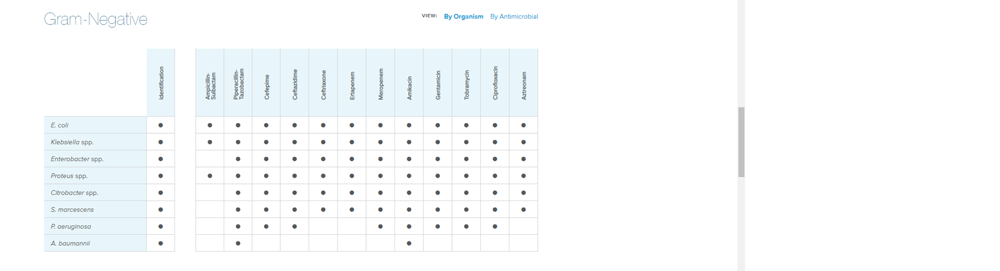 Gram-Negative
VIEW: By Organism By Antimicrobial
Identification
Ampicillin-
Sulbactam
Piperacillin-
Tazobactam
Cefepime
Ceftazidime
Ceftriaxone
Ertapenem
Meropenem
Amikacin
Gentamicin
Tobramycin
Ciprofloxacin
Aztreonam
E. coli
Klebsiella spp.
Enterobacter spp.
Proteus spp.
Citrobacter spp.
S. marcescens
P. aeruginosa
A. baumannii